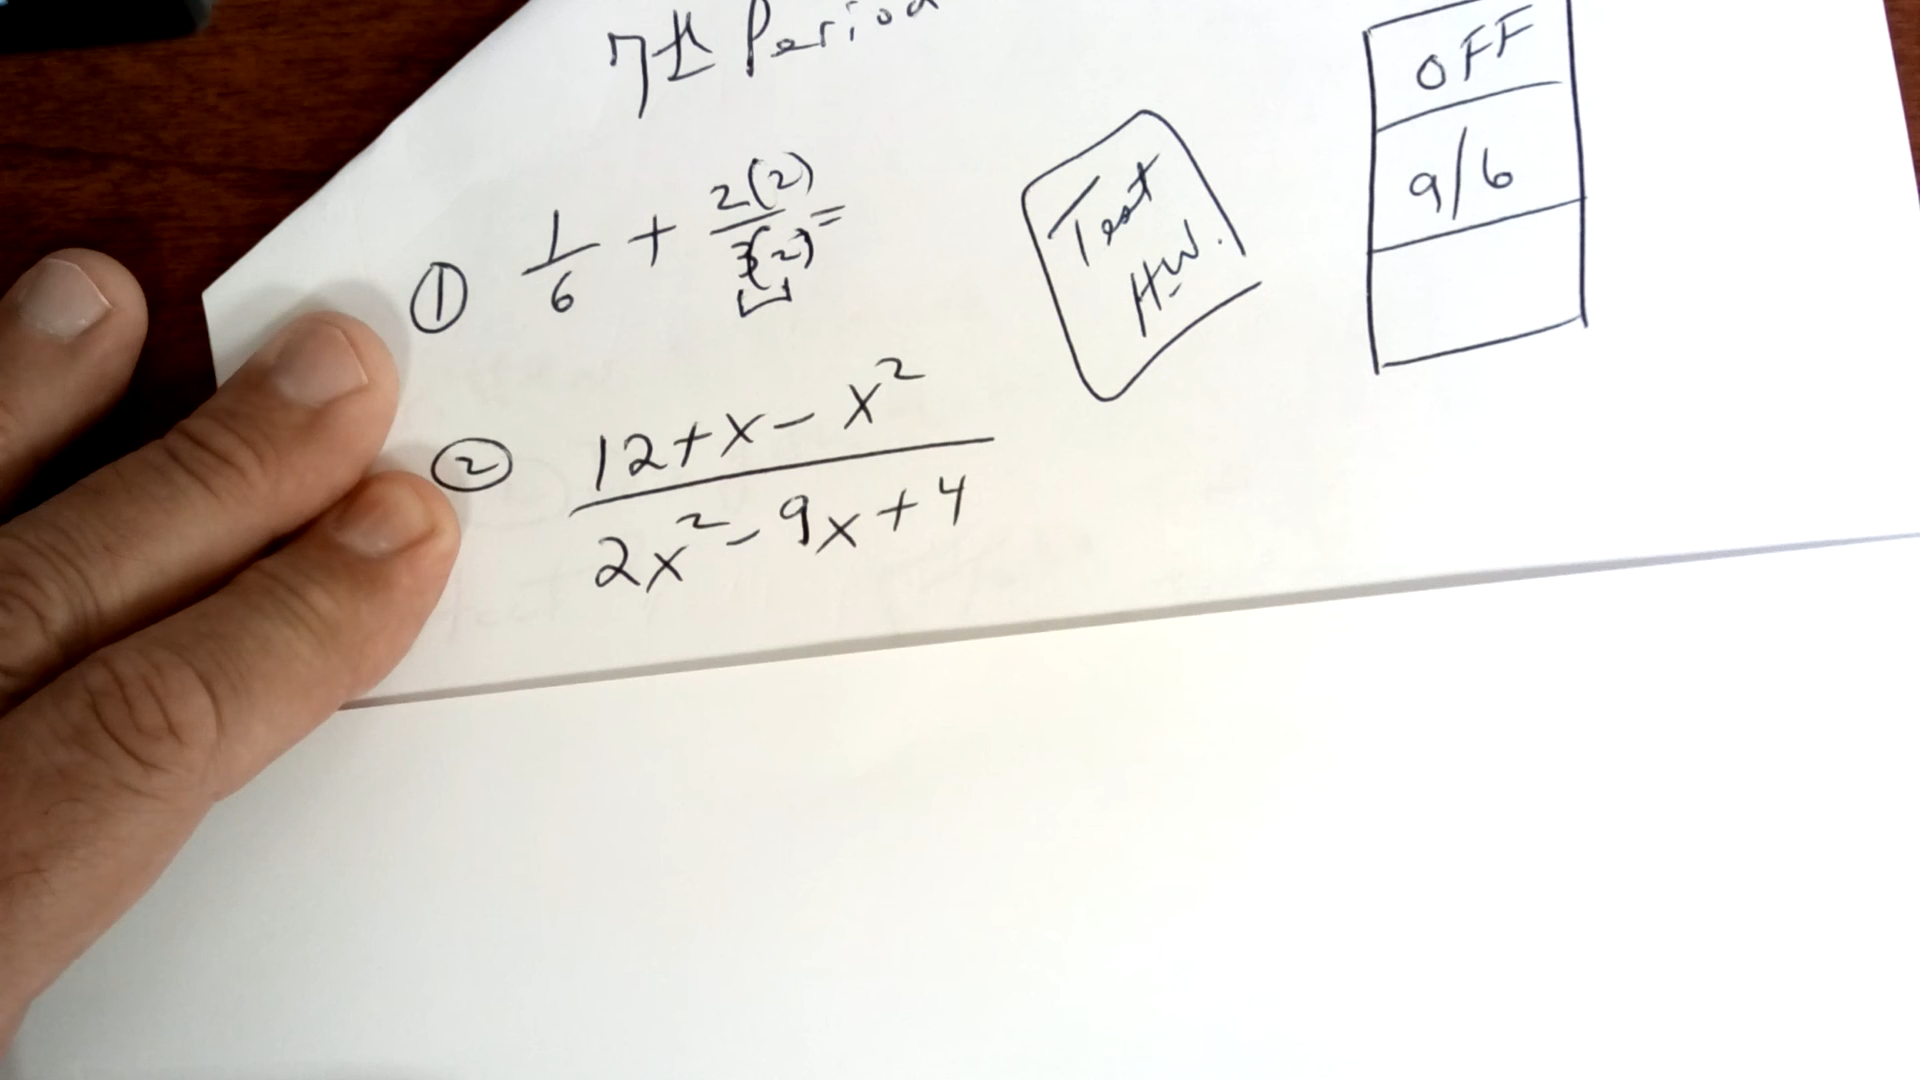 7th Period
① 1/6 + 2(2)/3(2) =
② 12+x-x²
2x²-9x+4
Test
HW.
OFF
9/6